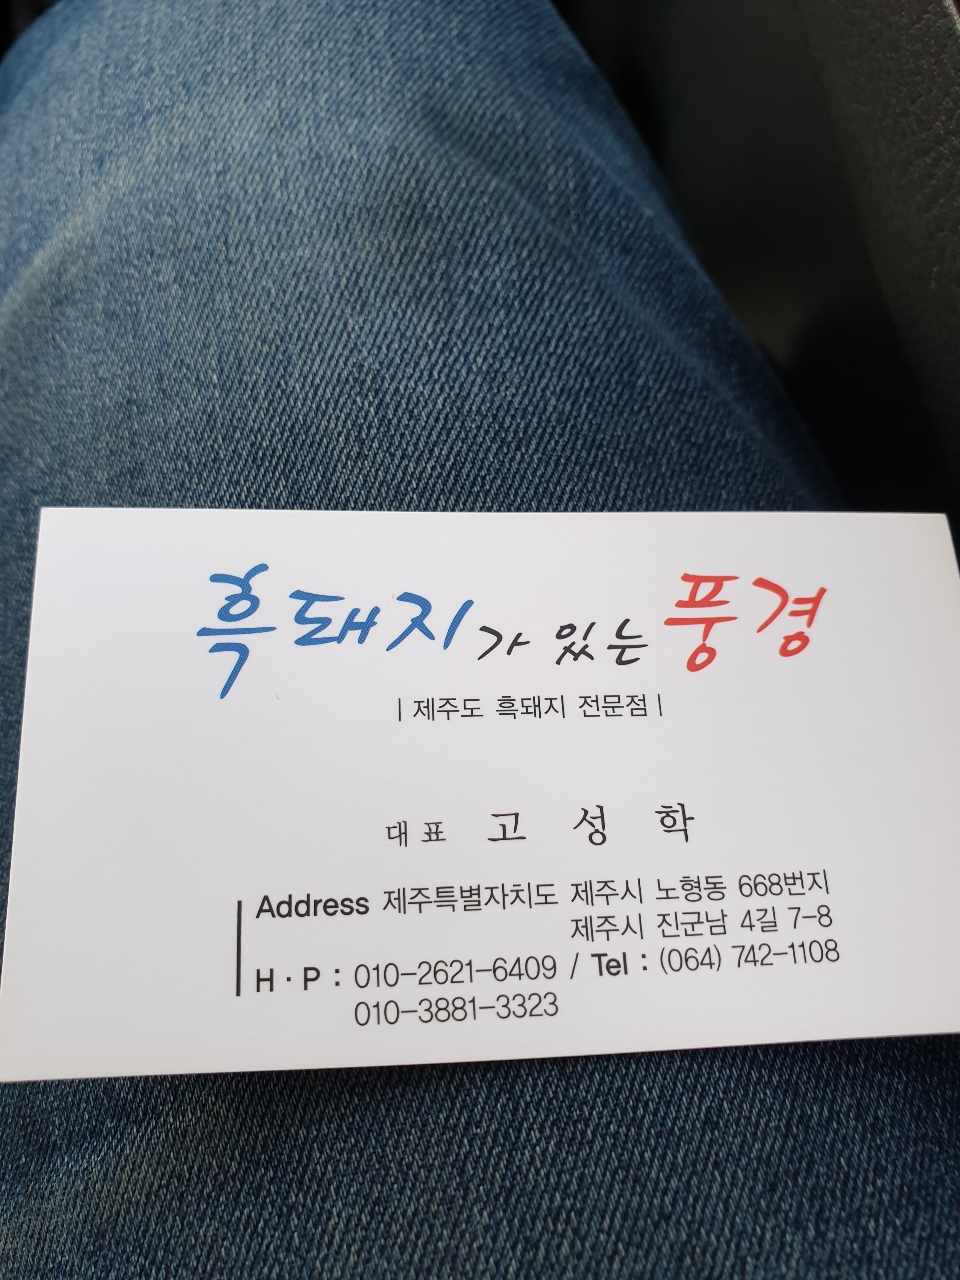 흑돼지가 있는 풍경
| 제주도 흑돼지 전문점 |
대표 고 성 학
Address 제주특별자치도 제주시 노형동 668번지
제주시 진군남 4길 7-8
H · P : 010-2621-6409 / Tel : (064) 742-1108
010-3881-3323